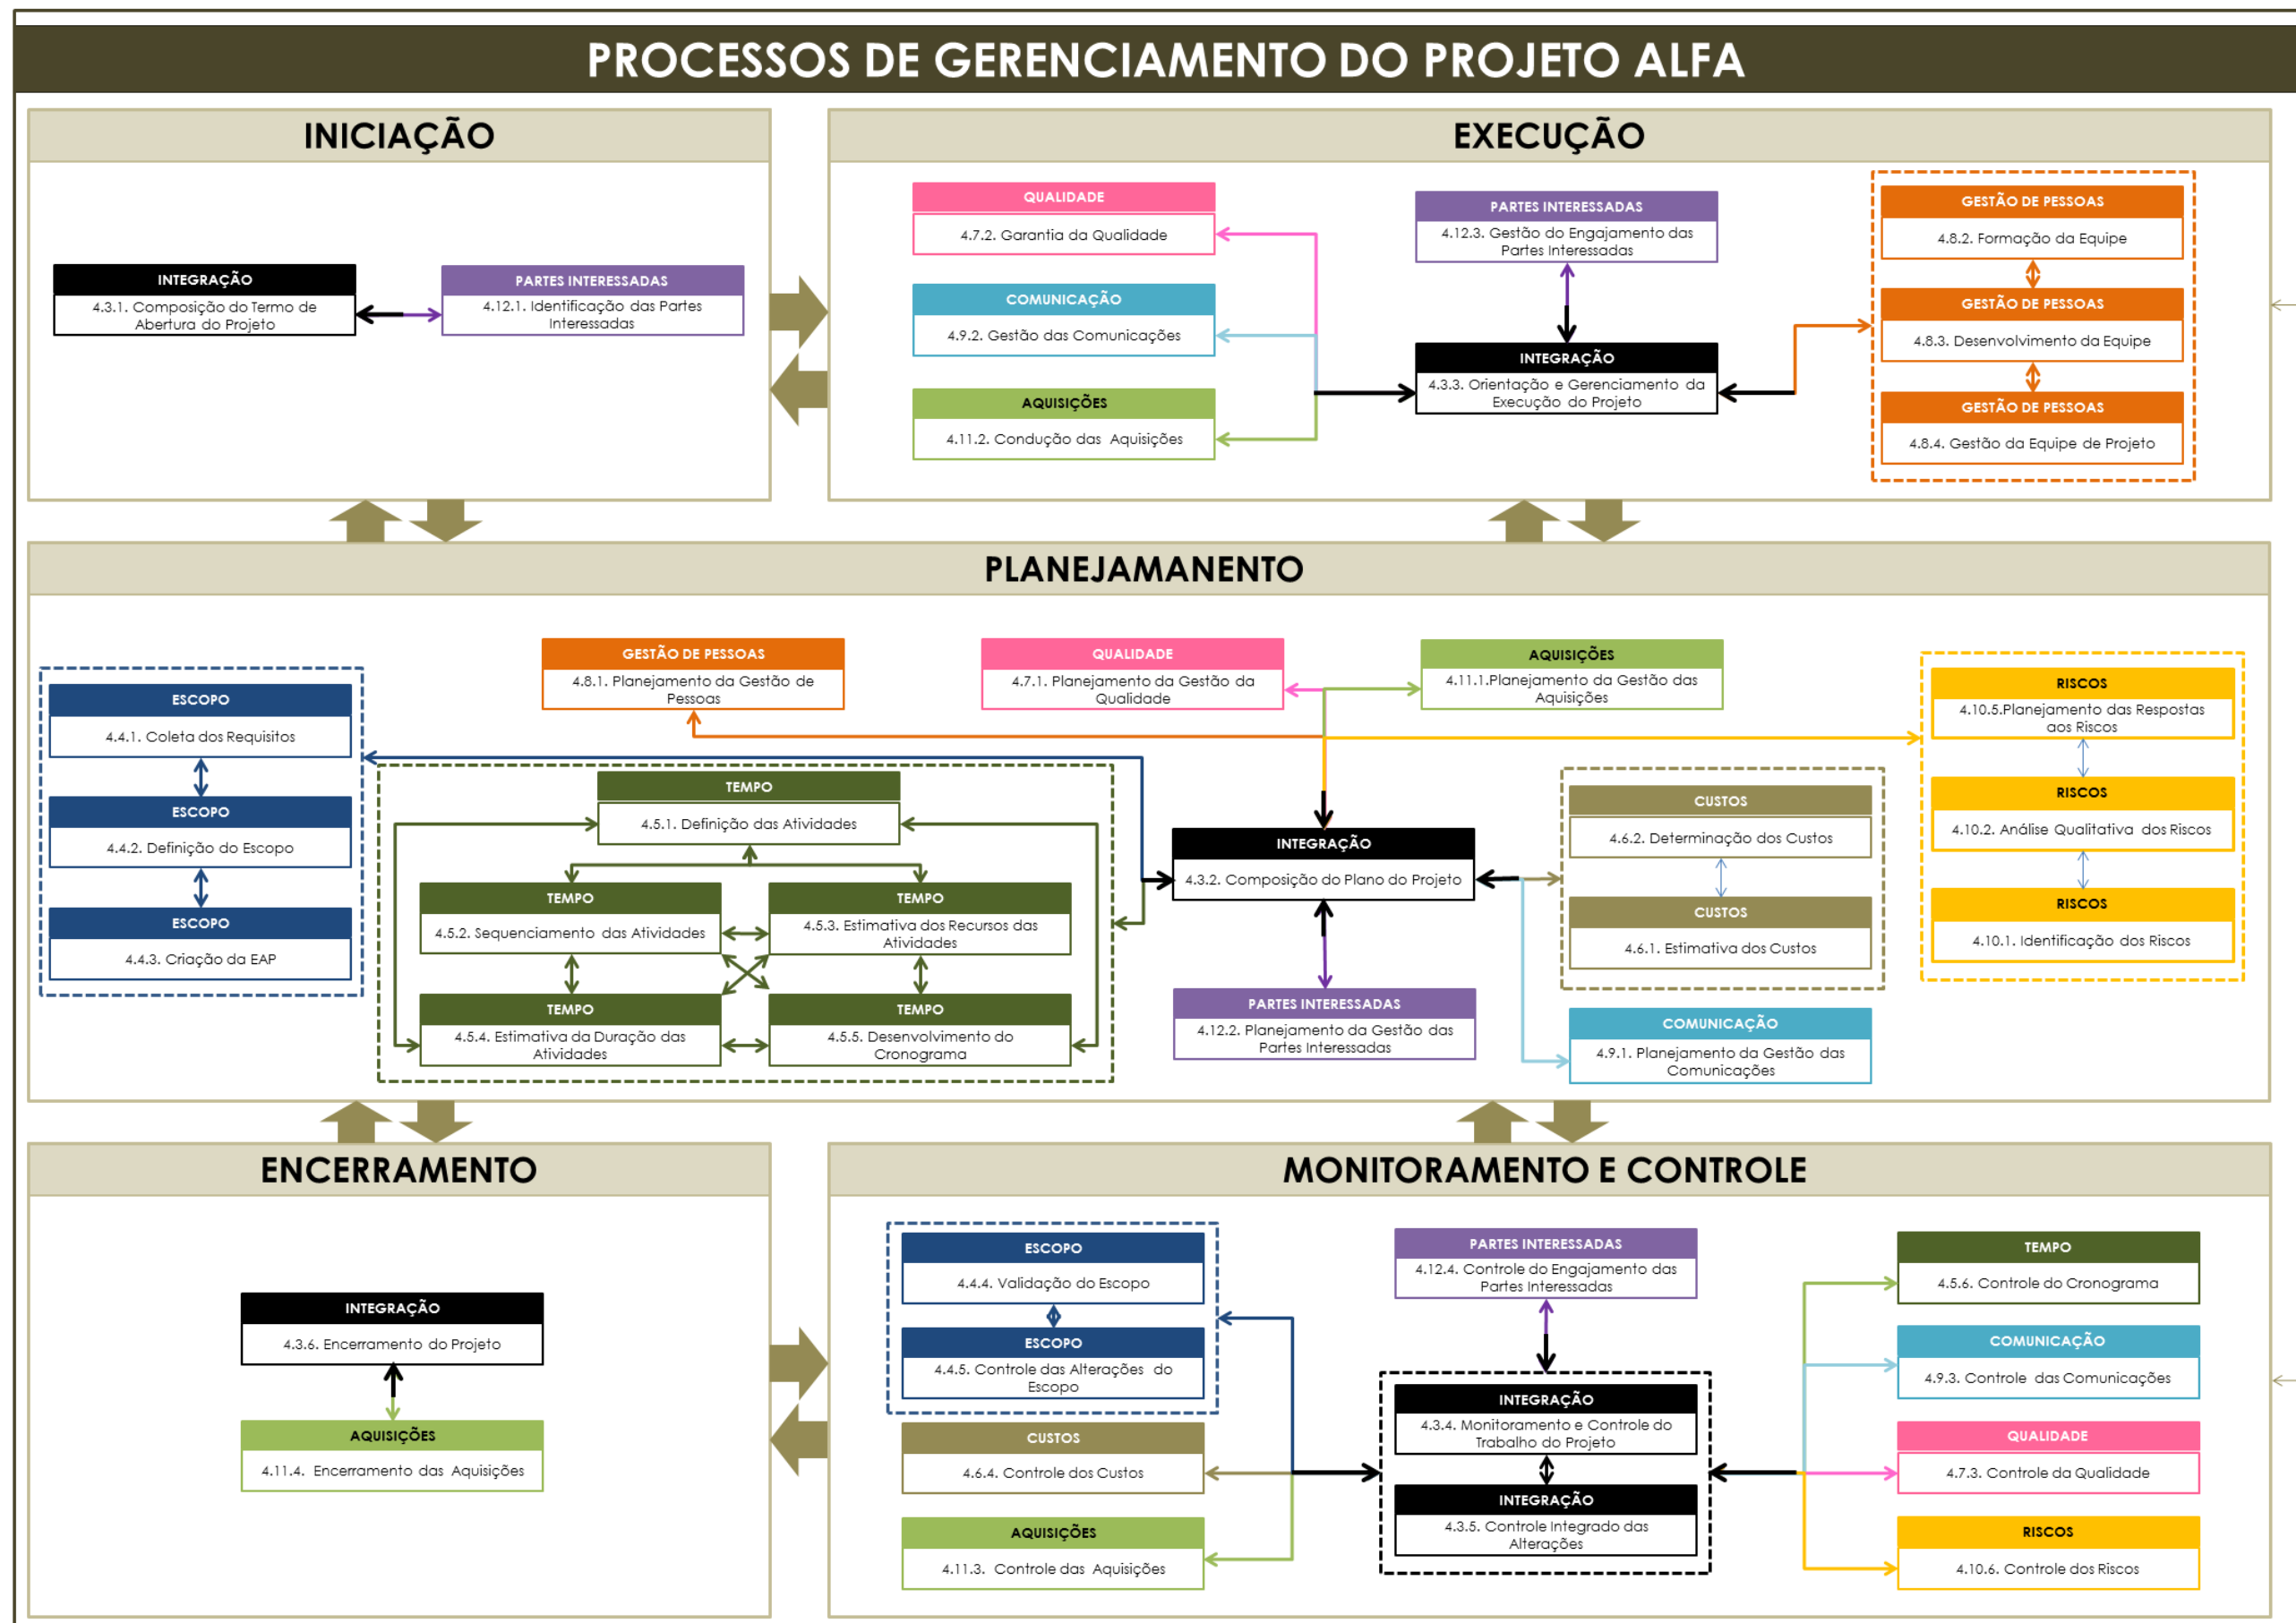 PROCESSOS DE GERENCIAMENTO DO PROJETO ALFA
INICIAÇÃO
INTEGRAÇÃO
4.3.1. Composição do Termo de
Abertura do Projeto
PARTES INTERESSADAS
4.12.1. Identificação das Partes
Interessadas
EXECUÇÃO
QUALIDADE
4.7.2. Garantia da Qualidade
COMUNICAÇÃO
4.9.2. Gestão das Comunicações
AQUISIÇÕES
4.11.2. Condução das Aquisições
PARTES INTERESSADAS
4.12.3. Gestão do Engajamento das
Partes Interessadas
INTEGRAÇÃO
4.3.3. Orientação e Gerenciamento da
Execução do Projeto
GESTÃO DE PESSOAS
4.8.2. Formação da Equipe
GESTÃO DE PESSOAS
4.8.3. Desenvolvimento da Equipe
GESTÃO DE PESSOAS
4.8.4. Gestão da Equipe de Projeto
PLANEJAMANENTO
ESCOPO
4.4.1. Coleta dos Requisitos
ESCOPO
4.4.2. Definição do Escopo
ESCOPO
4.4.3. Criação da EAP
GESTÃO DE PESSOAS
4.8.1. Planejamento da Gestão de
Pessoas
QUALIDADE
4.7.1. Planejamento da Gestão da
Qualidade
AQUISIÇÕES
4.11.1.Planejamento da Gestão das
Aquisições
TEMPO
4.5.1. Definição das Atividades
TEMPO
4.5.2. Sequenciamento das Atividades
TEMPO
4.5.3. Estimativa dos Recursos das
Atividades
TEMPO
4.5.4. Estimativa da Duração das
Atividades
TEMPO
4.5.5. Desenvolvimento do
Cronograma
INTEGRAÇÃO
4.3.2. Composição do Plano do Projeto
PARTES INTERESSADAS
4.12.2. Planejamento da Gestão das
Partes Interessadas
CUSTOS
4.6.2. Determinação dos Custos
CUSTOS
4.6.1. Estimativa dos Custos
COMUNICAÇÃO
4.9.1. Planejamento da Gestão das
Comunicações
RISCOS
4.10.5.Planejamento das Respostas
aos Riscos
RISCOS
4.10.2. Análise Qualitativa dos Riscos
RISCOS
4.10.1. Identificação dos Riscos
ENCERRAMENTO
INTEGRAÇÃO
4.3.6. Encerramento do Projeto
AQUISIÇÕES
4.11.4. Encerramento das Aquisições
MONITORAMENTO E CONTROLE
ESCOPO
4.4.4. Validação do Escopo
ESCOPO
4.4.5. Controle das Alterações do
Escopo
CUSTOS
4.6.4. Controle dos Custos
AQUISIÇÕES
4.11.3. Controle das Aquisições
PARTES INTERESSADAS
4.12.4. Controle do Engajamento das
Partes Interessadas
INTEGRAÇÃO
4.3.4. Monitoramento e Controle do
Trabalho do Projeto
INTEGRAÇÃO
4.3.5. Controle Integrado das
Alterações
TEMPO
4.5.6. Controle do Cronograma
COMUNICAÇÃO
4.9.3. Controle das Comunicações
QUALIDADE
4.7.3. Controle da Qualidade
RISCOS
4.10.6. Controle dos Riscos